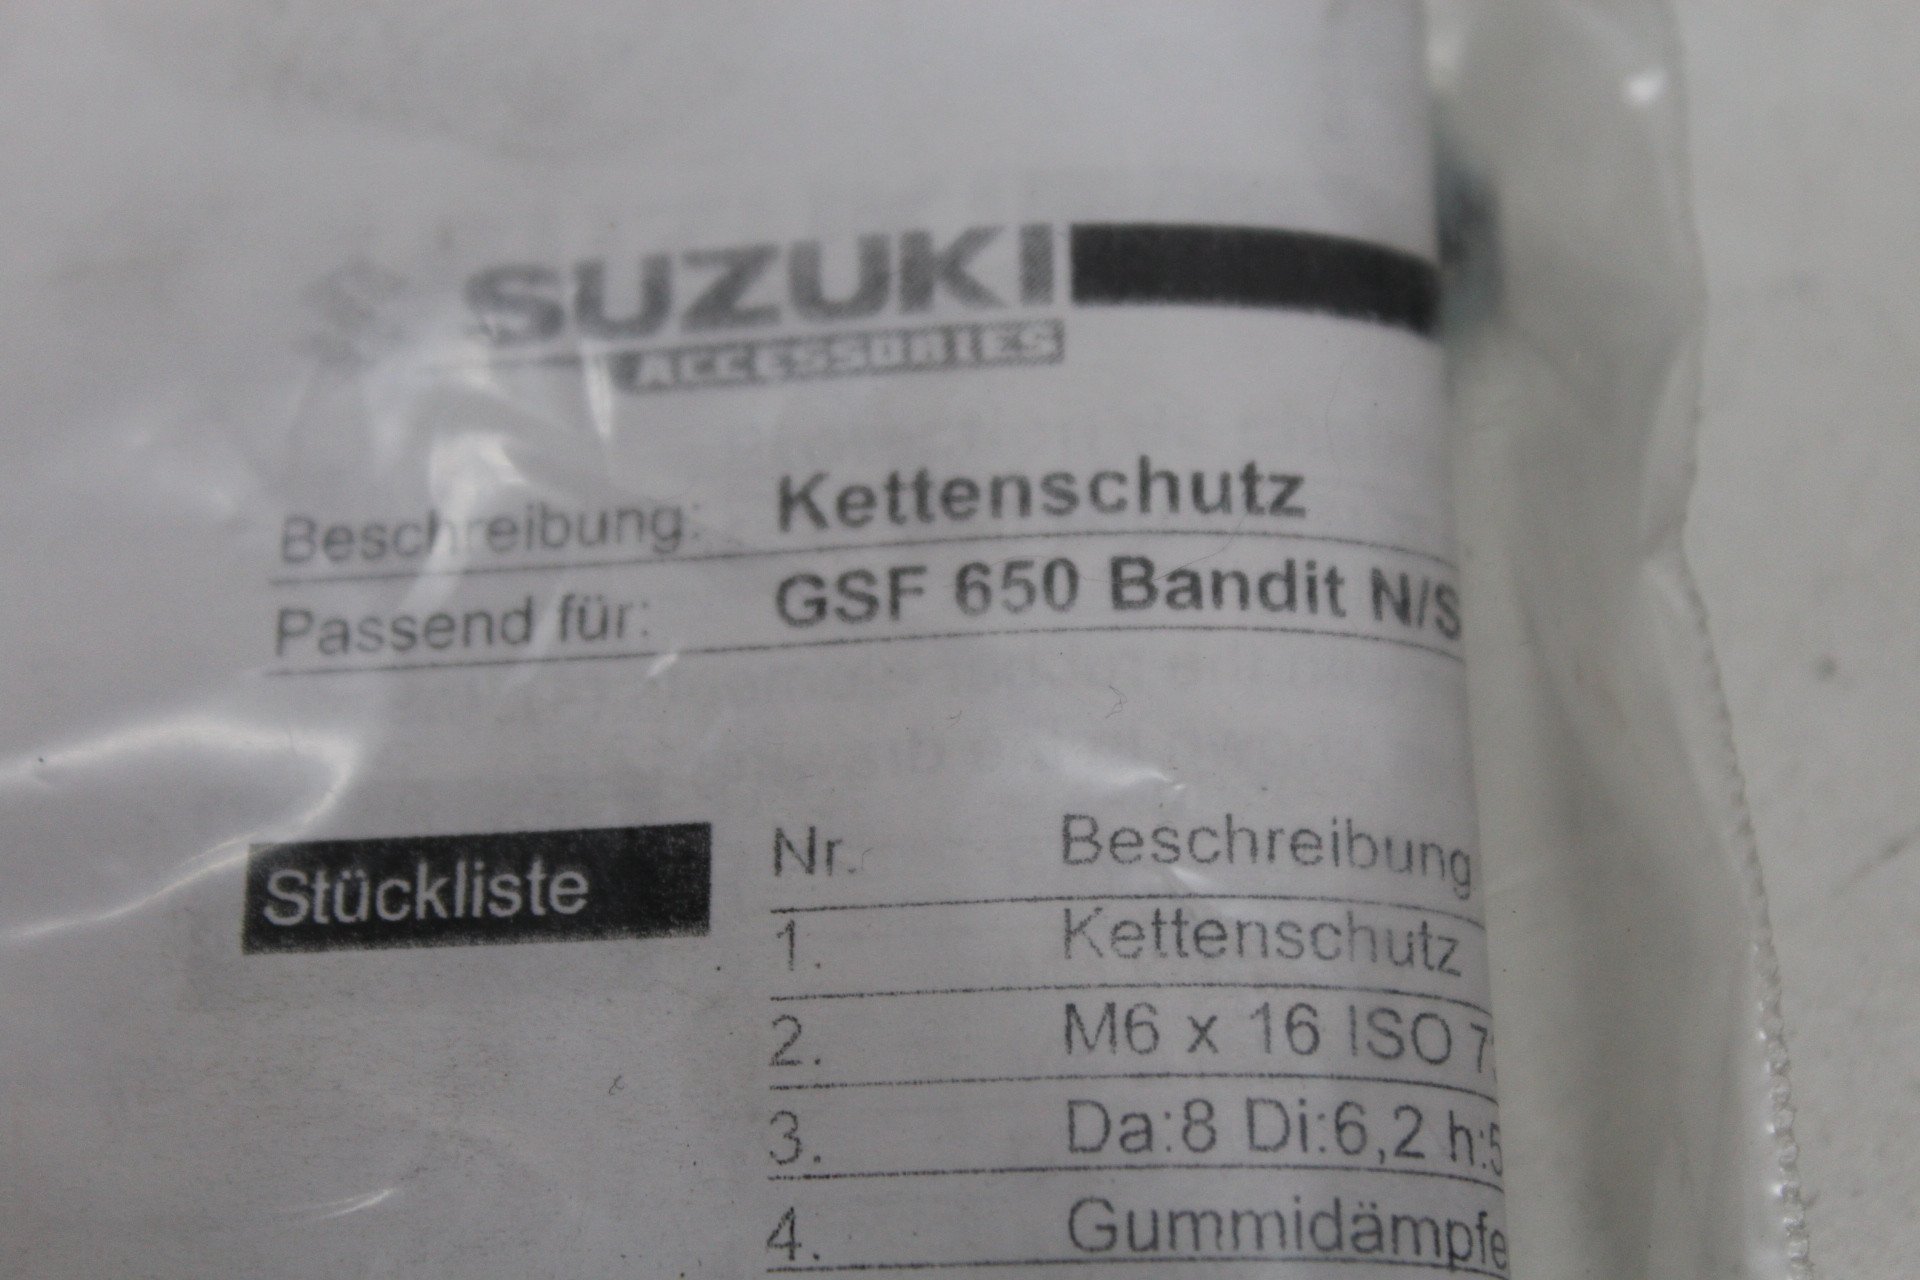 SUZUKI
ACCESSORIES
Beschreibung: Kettenschutz
Passend für: GSF 650 Bandit N/S
Stückliste Nr. Beschreibung
1. Kettenschutz
2. M6 x 16 ISO
3. Da:8 Di:6,2 h:5
4.